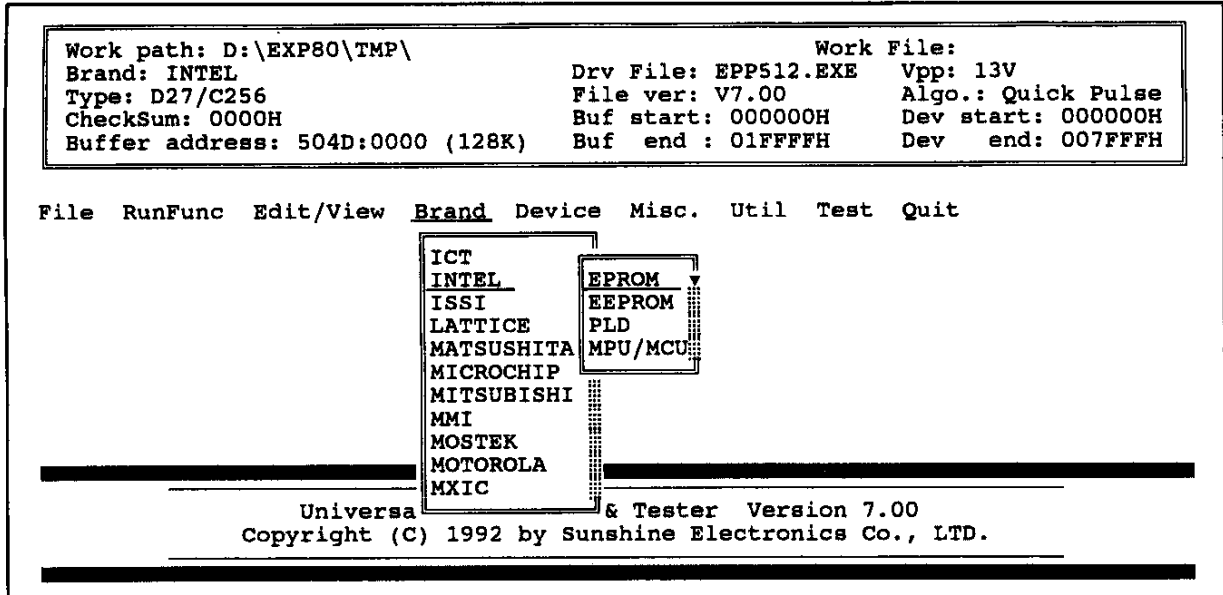 Work path: D:\EXP80\TMP\ Work File:
Brand: INTEL Drv File: EPP512.EXE Vpp: 13V
Type: D27/C256 File ver: V7.00 Algo.: Quick Pulse
CheckSum: 0000H Buf start: 000000H Dev start: 000000H
Buffer address: 504D:0000 (128K) Buf end : 01FFFFH Dev end: 007FFFH
File RunFunc Edit/View Brand Device Misc. Util Test Quit
ICT
INTEL
ISSI
LATTICE
MATSUSHITA
MICROCHIP
MITSUBISHI
MMI
MOSTEK
MOTOROLA
MXIC
EPROM
EEPROM
PLD
MPU/MCU
Universa & Tester Version 7.00
Copyright (C) 1992 by Sunshine Electronics Co., LTD.